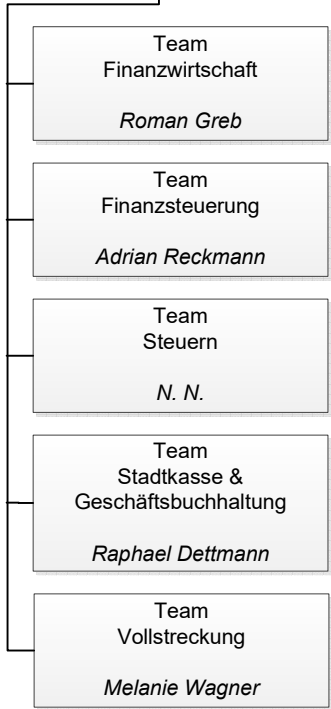 Team
Finanzwirtschaft
Roman Greb
Team
Finanzsteuerung
Adrian Reckmann
Team
Steuern
N. N.
Team
Stadtkasse &
Geschäftsbuchhaltung
Raphael Dettmann
Team
Vollstreckung
Melanie Wagner